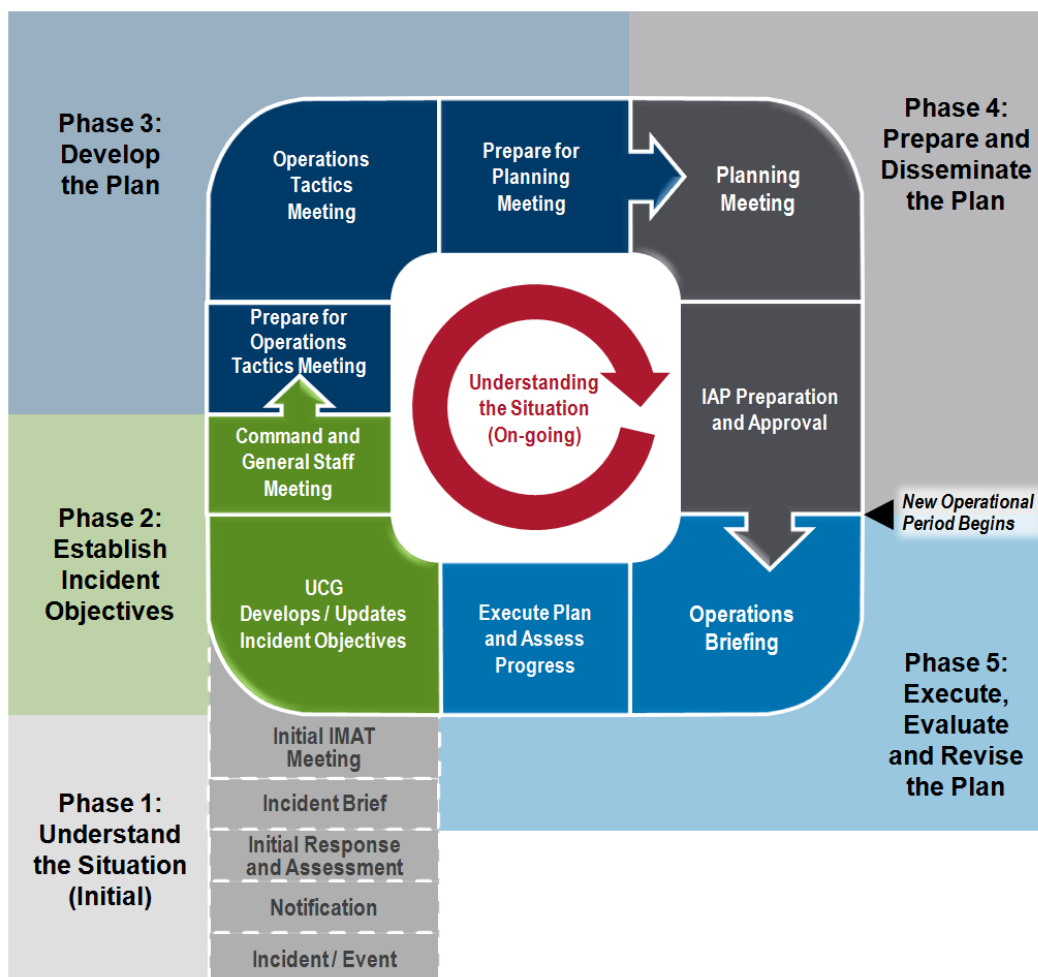 Phase 3:
Develop
the Plan
Operations
Tactics
Meeting
Prepare for
Planning
Meeting
Planning
Meeting
Phase 4:
Prepare and
Disseminate
the Plan
Prepare for
Operations
Tactics Meeting
Understanding
the Situation
(On-going)
IAP Preparation
and Approval
Command and
General Staff
Meeting
Phase 2:
Establish
Incident
Objectives
New Operational
Period Begins
UCG
Develops / Updates
Incident Objectives
Execute Plan
and Assess
Progress
Operations
Briefing
Phase 5:
Execute,
Evaluate
and Revise
the Plan
Phase 1:
Understand
the Situation
(Initial)
Initial IMAT
Meeting
Incident Brief
Initial Response
and Assessment
Notification
Incident / Event